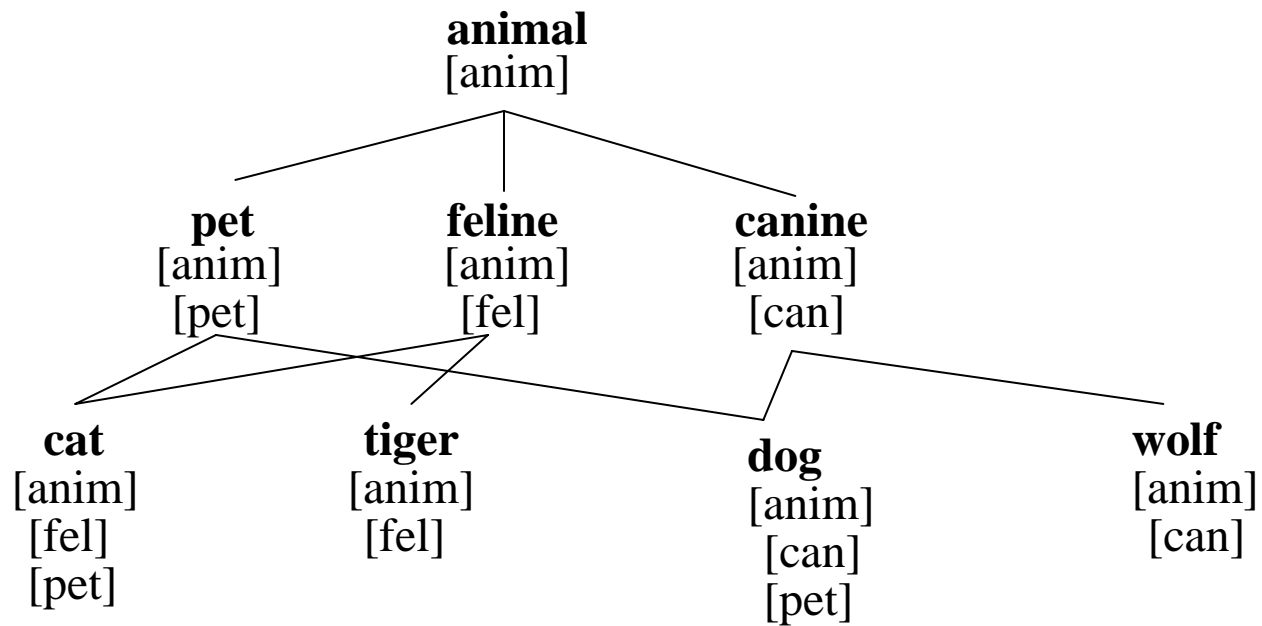 animal
[anim]
pet
[anim]
[pet]
feline
[anim]
[fel]
canine
[anim]
[can]
cat
[anim]
[fel]
[pet]
tiger
[anim]
[fel]
dog
[anim]
[can]
[pet]
wolf
[anim]
[can]